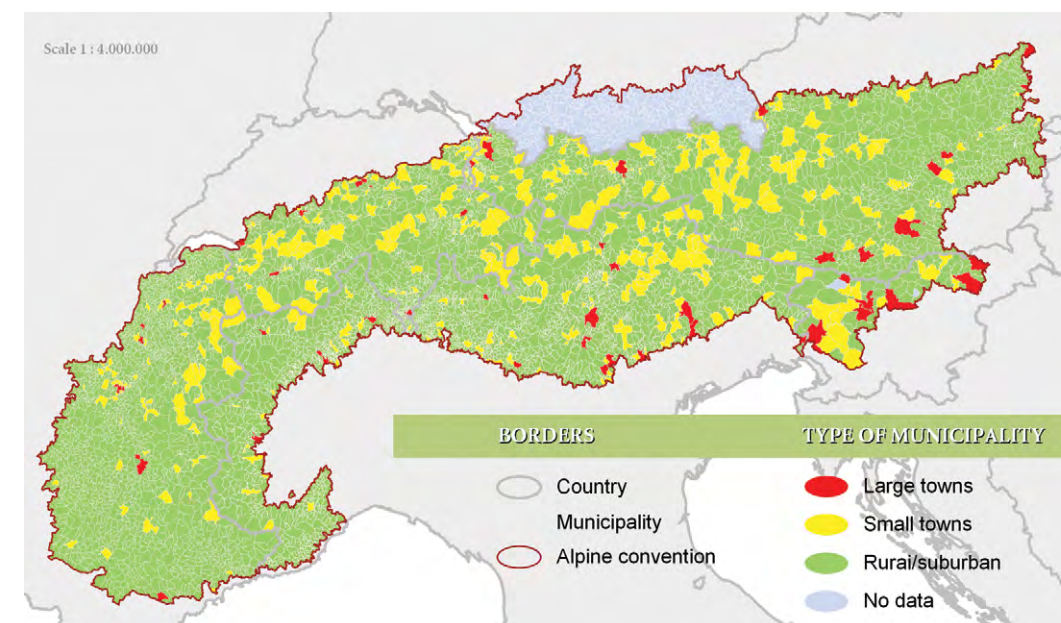 Scale 1 : 4.000.000
BORDERS
Country
Municipality
Alpine convention
TYPE OF MUNICIPALITY
Large towns
Small towns
Rurai/suburban
No data